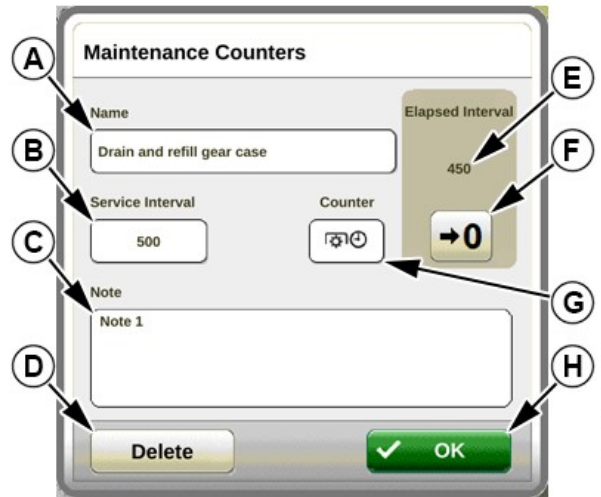 Maintenance Counters
A
E
Name
Elapsed Interval
Drain and refill gear case
B
450
F
Service Interval
Counter
500
→0
C
G
Note
Note 1
D
H
Delete
OK